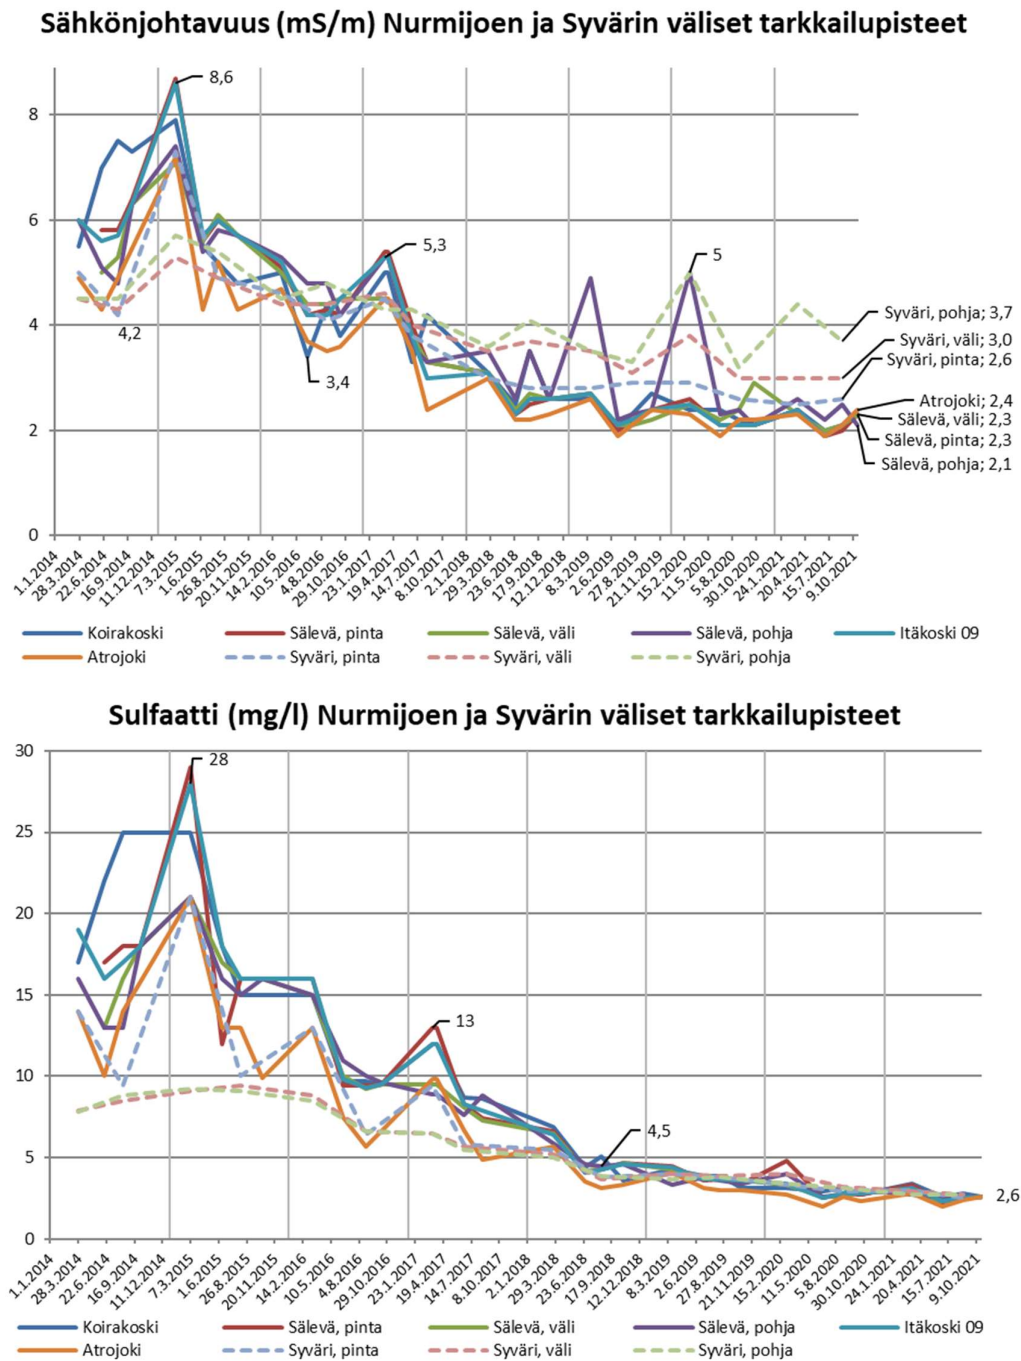 Sähkönjohtavuus (mS/m) Nurmijoen ja Syvärin väliset tarkkailupisteet
8,6
8
6
5,3
5
4,2
4
3,4
Syväri, pohja; 3,7
Syväri, väli; 3,0
Syväri, pinta; 2,6
Atrojoki; 2,4
Sälevä, väli; 2,3
Sälevä, pinta; 2,3
Sälevä, pohja; 2,1
2
0
1.1.2014 28.3.2014 22.6.2014 16.9.2014 11.12.2014 7.3.2015 1.6.2015 26.8.2015 20.11.2015 14.2.2016 10.5.2016 4.8.2016 29.10.2016 23.1.2017 19.4.2017 14.7.2017 8.10.2017 2.1.2018 29.3.2018 23.6.2018 17.9.2018 12.12.2018 8.3.2019 2.6.2019 27.8.2019 21.11.2019 15.2.2020 11.5.2020 5.8.2020 30.10.2020 24.1.2021 20.4.2021 15.7.2021 9.10.2021
Koirakoski Sälevä, pinta Sälevä, väli Sälevä, pohja Itäkoski 09
Atrojoki Syväri, pinta Syväri, väli Syväri, pohja
Sulfaatti (mg/l) Nurmijoen ja Syvärin väliset tarkkailupisteet
30
28
25
20
15
13
10
5
4,5
2,6
0
1.1.2014 28.3.2014 22.6.2014 16.9.2014 11.12.2014 7.3.2015 1.6.2015 26.8.2015 20.11.2015 14.2.2016 10.5.2016 4.8.2016 29.10.2016 23.1.2017 19.4.2017 14.7.2017 8.10.2017 2.1.2018 29.3.2018 23.6.2018 17.9.2018 12.12.2018 8.3.2019 2.6.2019 27.8.2019 21.11.2019 15.2.2020 11.5.2020 5.8.2020 30.10.2020 24.1.2021 20.4.2021 15.7.2021 9.10.2021
Koirakoski Sälevä, pinta Sälevä, väli Sälevä, pohja Itäkoski 09
Atrojoki Syväri, pinta Syväri, väli Syväri, pohja